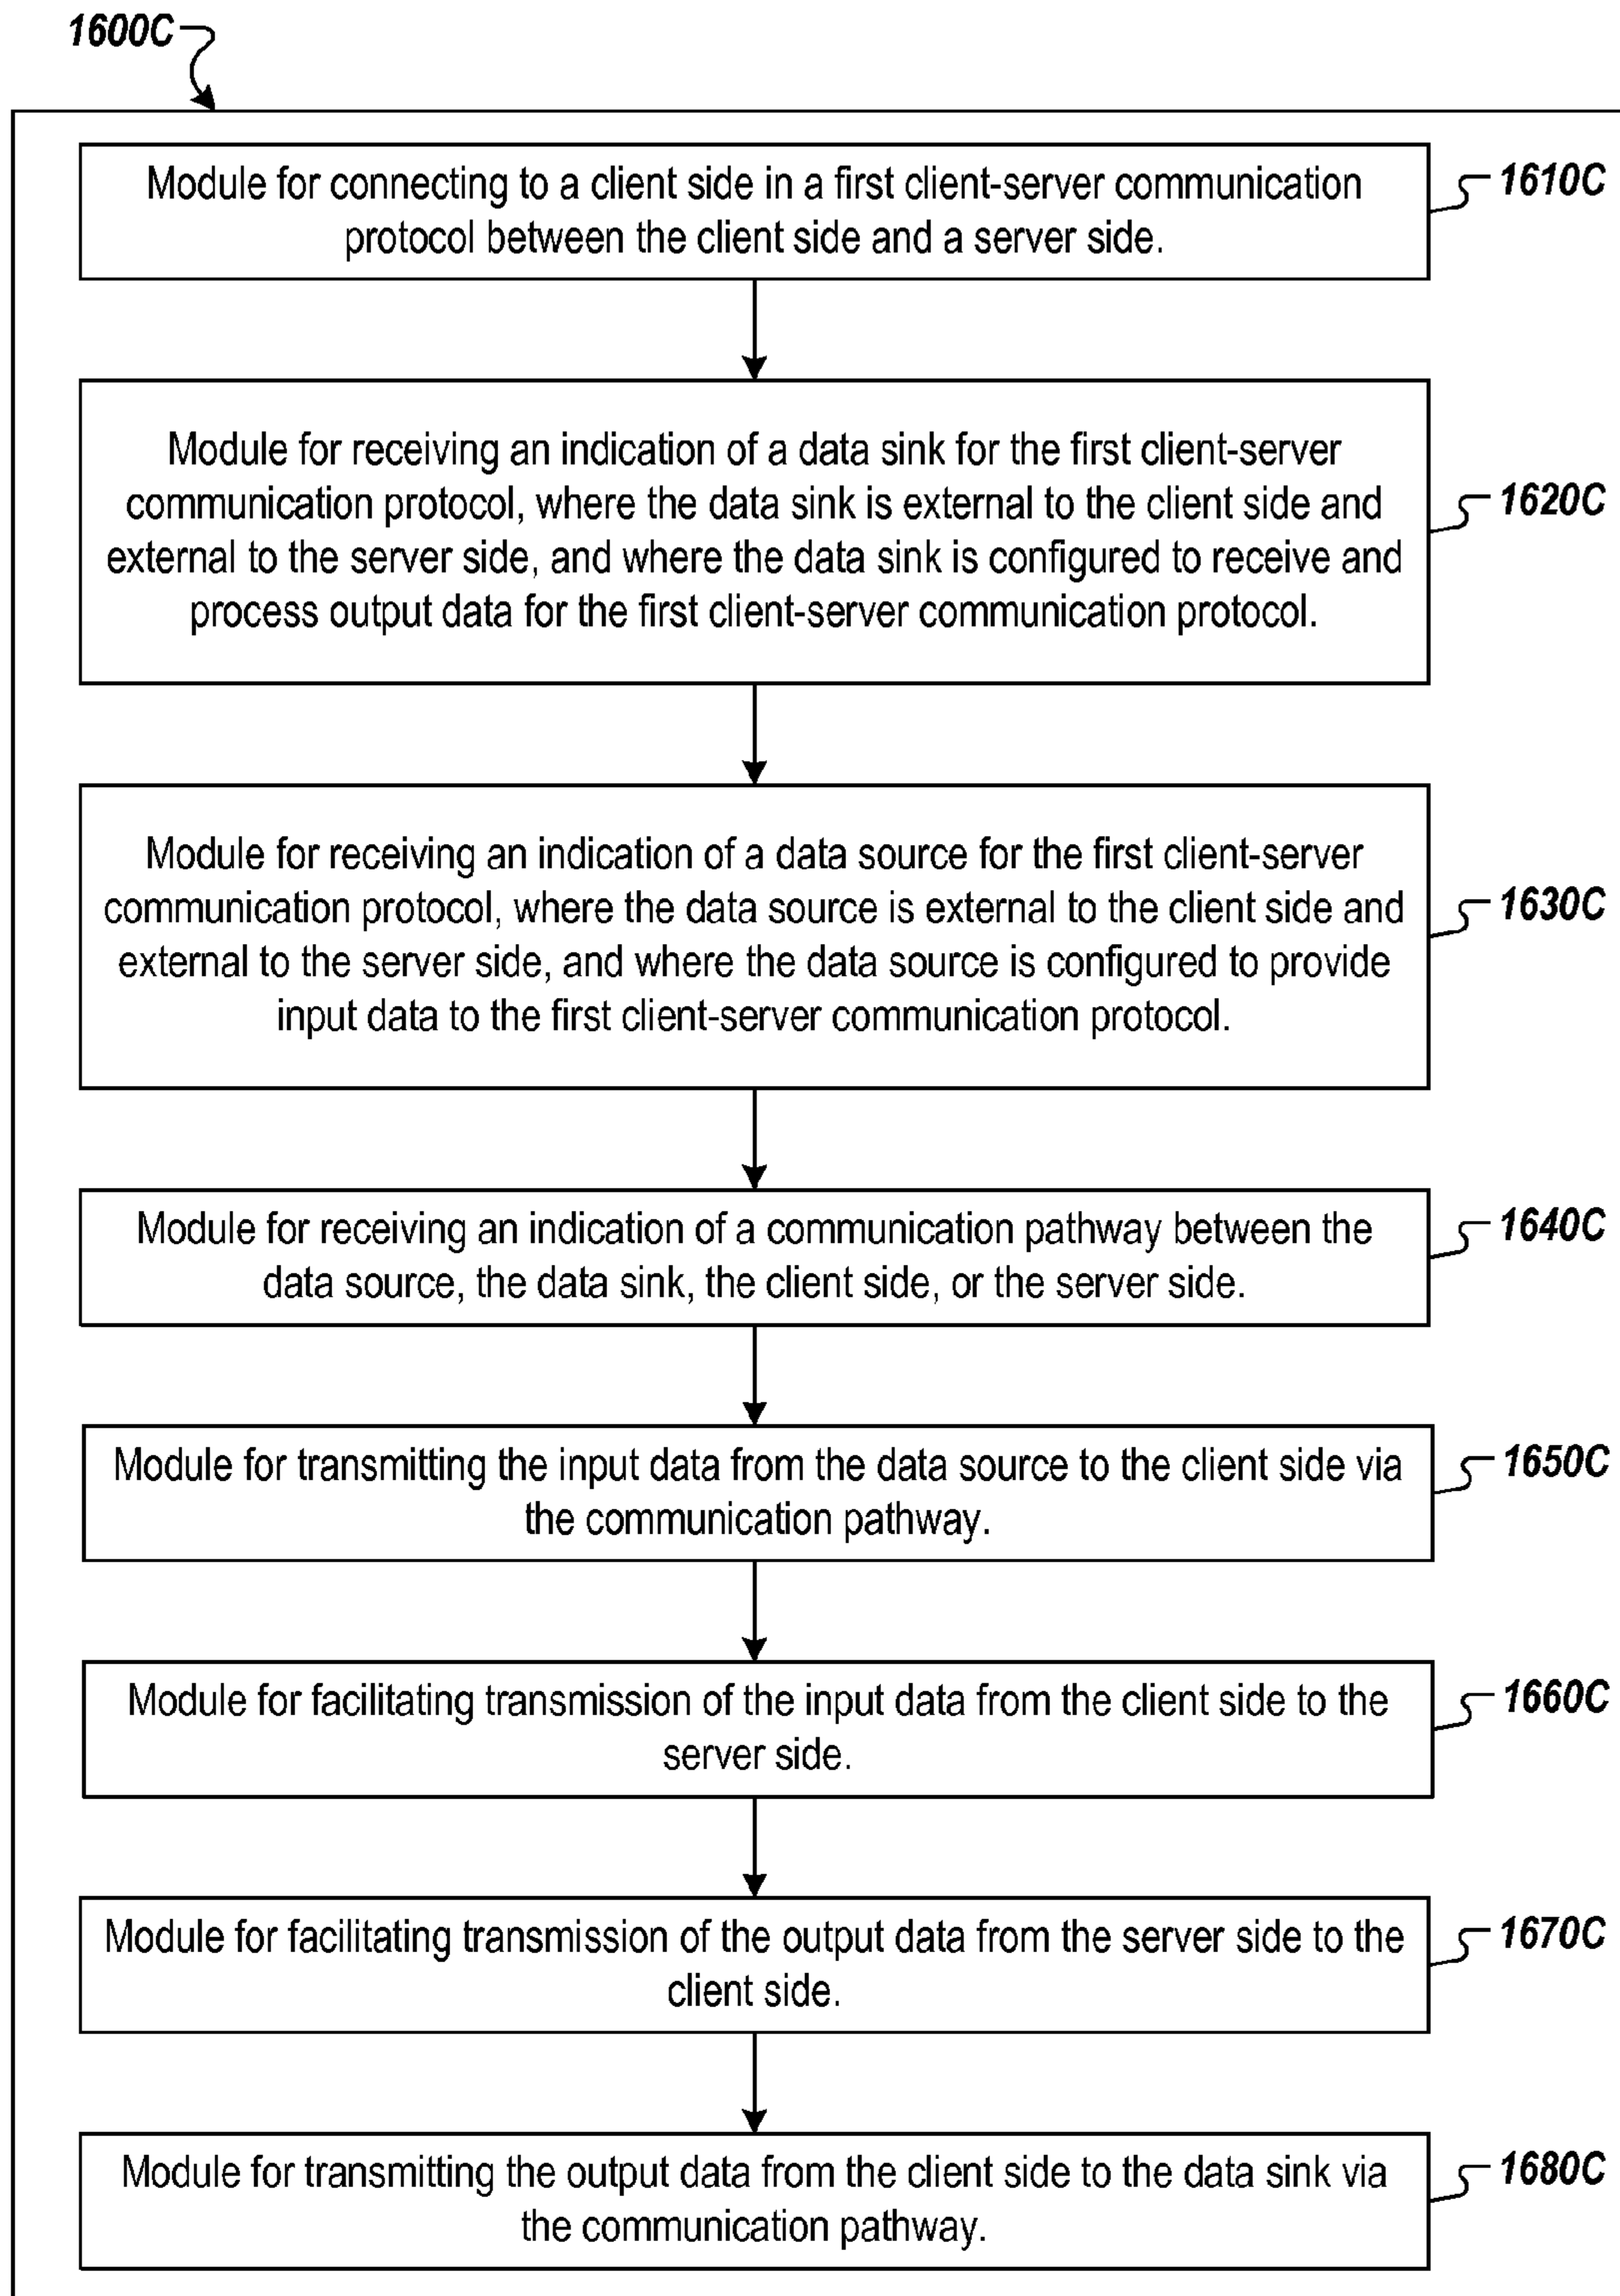 1600C
Module for connecting to a client side in a first client-server communication
protocol between the client side and a server side.
1610C
Module for receiving an indication of a data sink for the first client-server
communication protocol, where the data sink is external to the client side and
external to the server side, and where the data sink is configured to receive and
process output data for the first client-server communication protocol.
1620C
Module for receiving an indication of a data source for the first client-server
communication protocol, where the data source is external to the client side and
external to the server side, and where the data source is configured to provide
input data to the first client-server communication protocol.
1630C
Module for receiving an indication of a communication pathway between the
data source, the data sink, the client side, or the server side.
1640C
Module for transmitting the input data from the data source to the client side via
the communication pathway.
1650C
Module for facilitating transmission of the input data from the client side to the
server side.
1660C
Module for facilitating transmission of the output data from the server side to the
client side.
1670C
Module for transmitting the output data from the client side to the data sink via
the communication pathway.
1680C